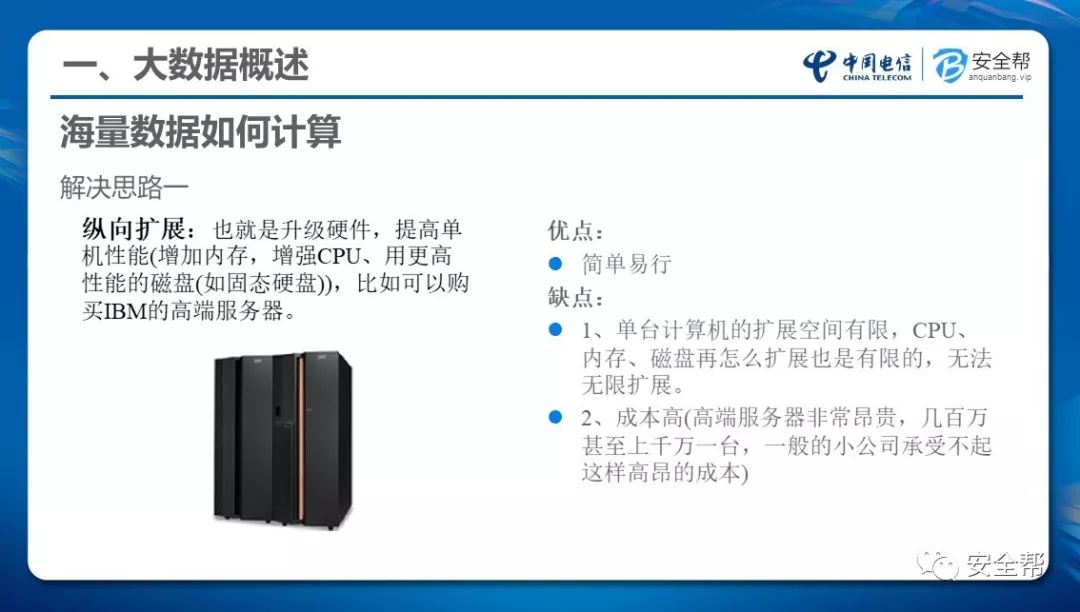 一、大数据概述
中国电信
CHINA TELECOM
安全帮
anquanbang.vip
海量数据如何计算
解决思路一
纵向扩展：也就是升级硬件，提高单
机性能(增加内存，增强CPU、用更高
性能的磁盘(如固态硬盘))，比如可以购
买IBM的高端服务器。
优点：
简单易行
缺点：
1、单台计算机的扩展空间有限，CPU、
内存、磁盘再怎么扩展也是有限的，无法
无限扩展。
2、成本高(高端服务器非常昂贵，几百万
甚至上千万一台，一般的小公司承受不起
这样高昂的成本)
安全帮